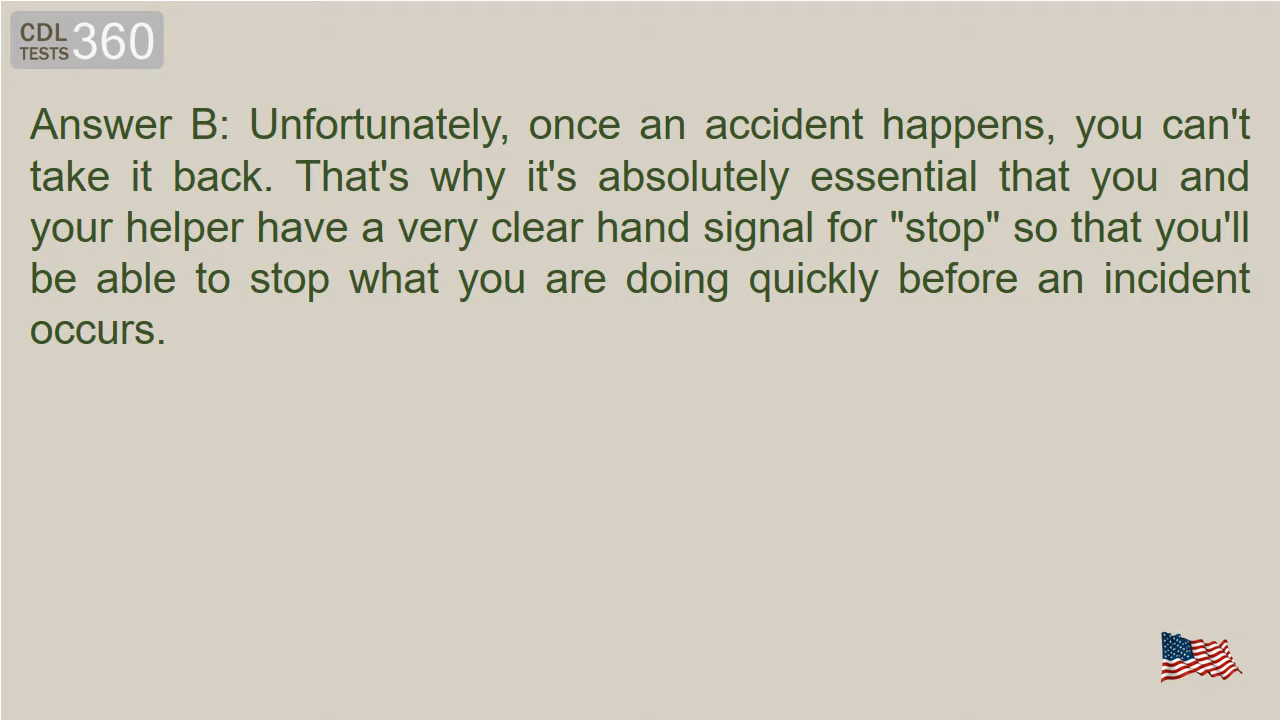 CDL
TESTS 360
Answer B: Unfortunately, once an accident happens, you can't
take it back. That's why it's absolutely essential that you and
your helper have a very clear hand signal for "stop" so that you'll
be able to stop what you are doing quickly before an incident
occurs.